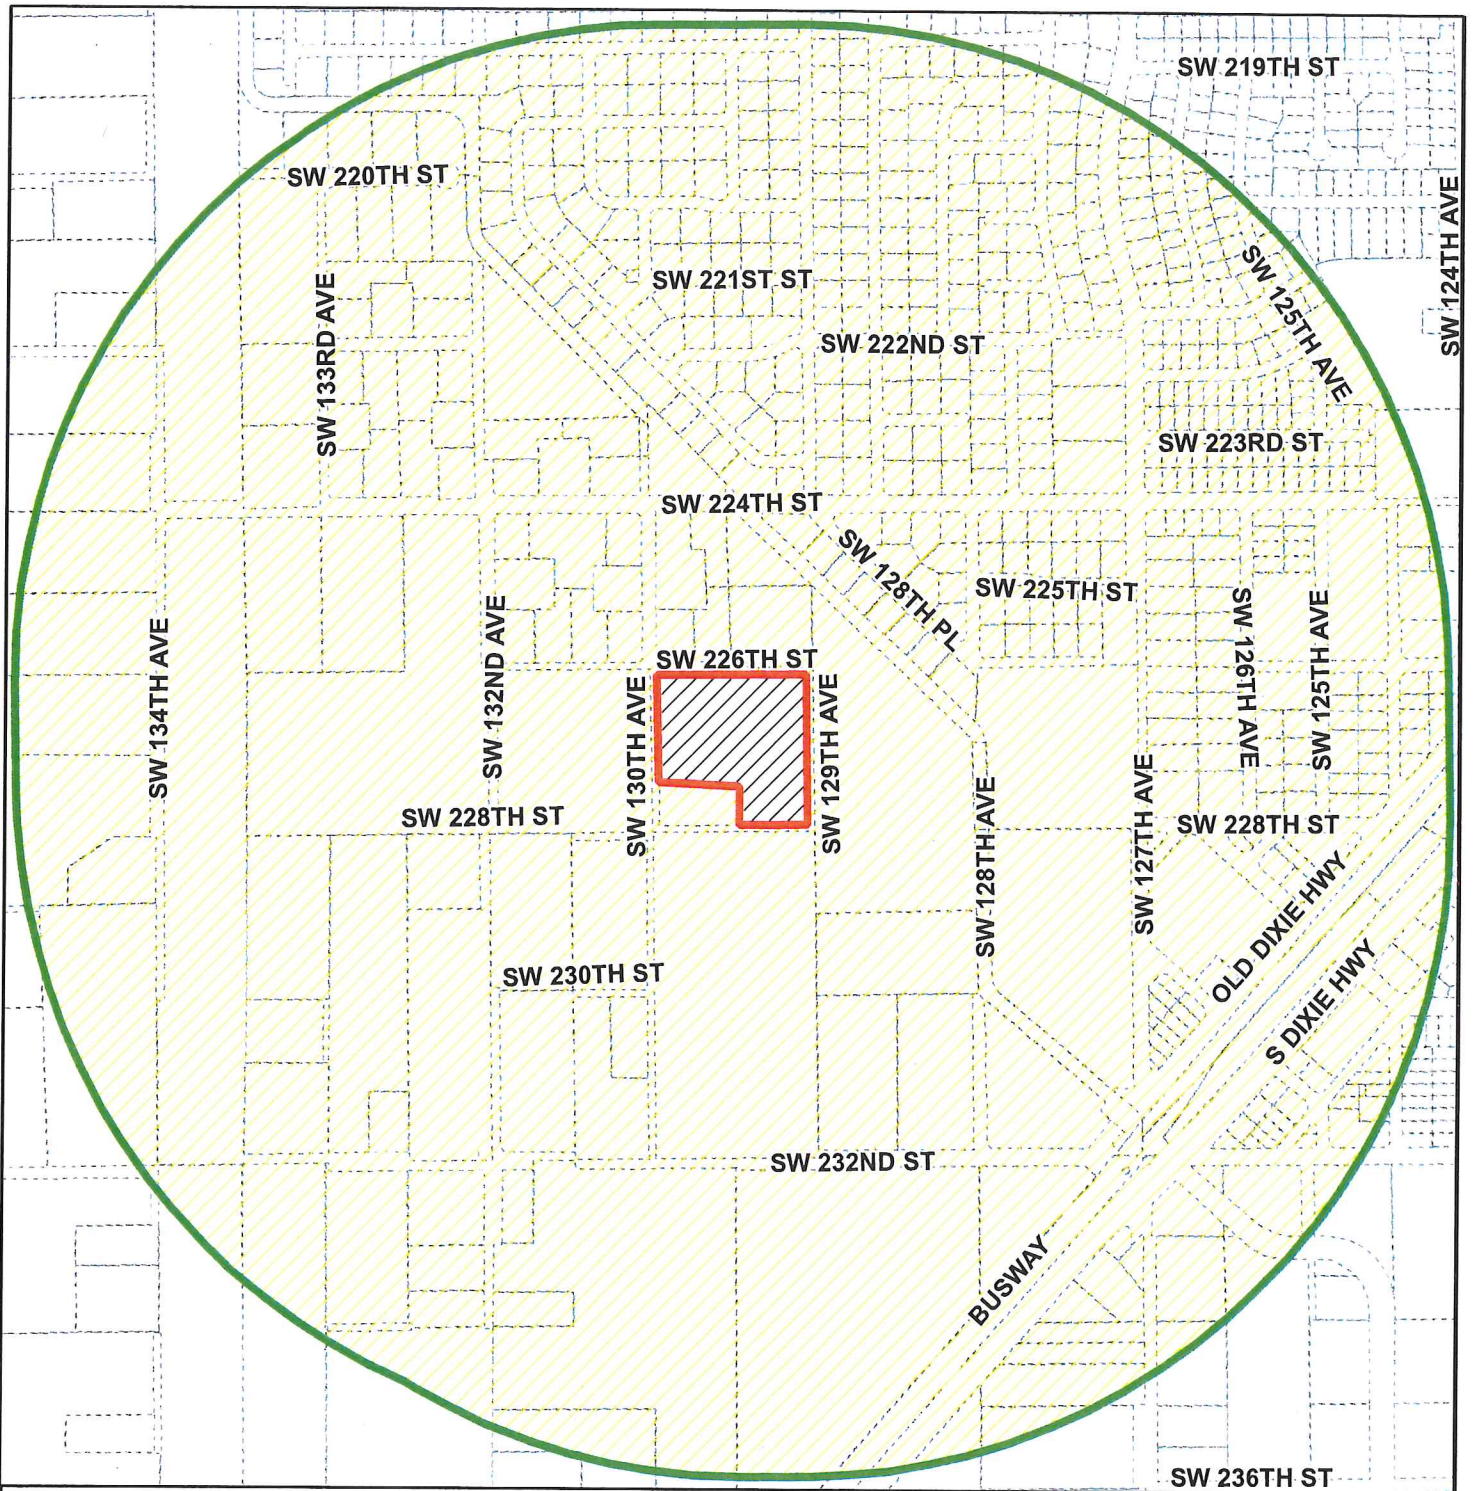 SW 219TH ST
SW 220TH ST
SW 124TH AVE
SW 221ST ST
SW 125TH AVE
SW 133RD AVE
SW 222ND ST
SW 223RD ST
SW 224TH ST
SW 128TH PL
SW 225TH ST
SW 134TH AVE
SW 132ND AVE
SW 226TH ST
SW 126TH AVE
SW 125TH AVE
SW 130TH AVE
SW 129TH AVE
SW 228TH ST
SW 128TH AVE
SW 127TH AVE
SW 228TH ST
OLD DIXIE HWY
SW 230TH ST
S DIXIE HWY
SW 232ND ST
BUSWAY
SW 236TH ST